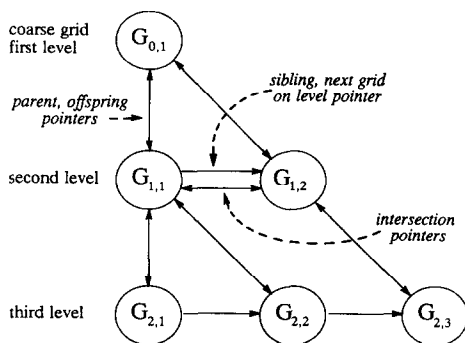 coarse grid
first level
G0,1
sibling, next grid
on level pointer
parent, offspring
pointers
second level
G1,1
G1,2
intersection
pointers
third level
G2,1
G2,2
G2,3